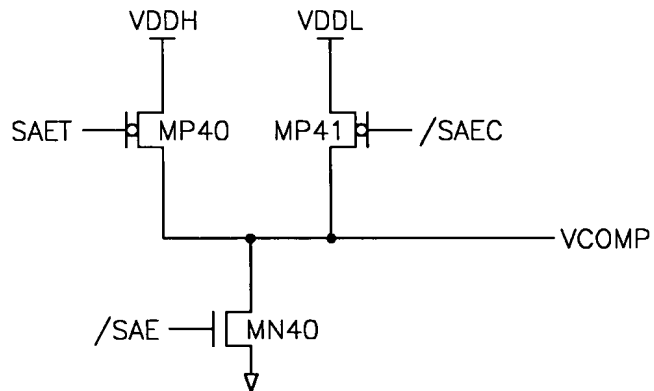 VDDH VDDL
SAET MP40 MP41 /SAEC
VCOMP
/SAE MN40